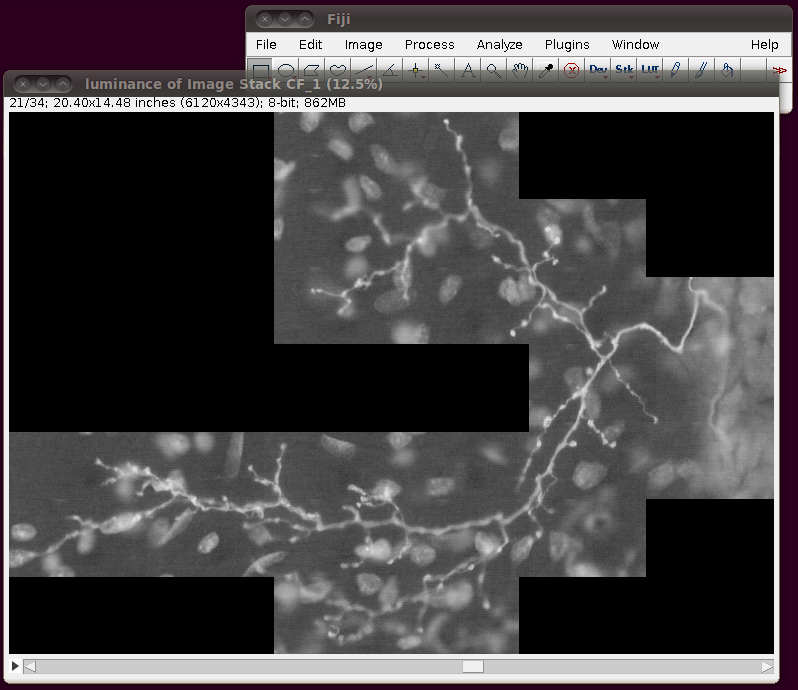 Fiji
File Edit Image Process Analyze Plugins Window Help
Dev Stk LUT
luminance of Image Stack CF_1 (12.5%)
21/34; 20.40x14.48 inches (6120x4343); 8-bit; 862MB